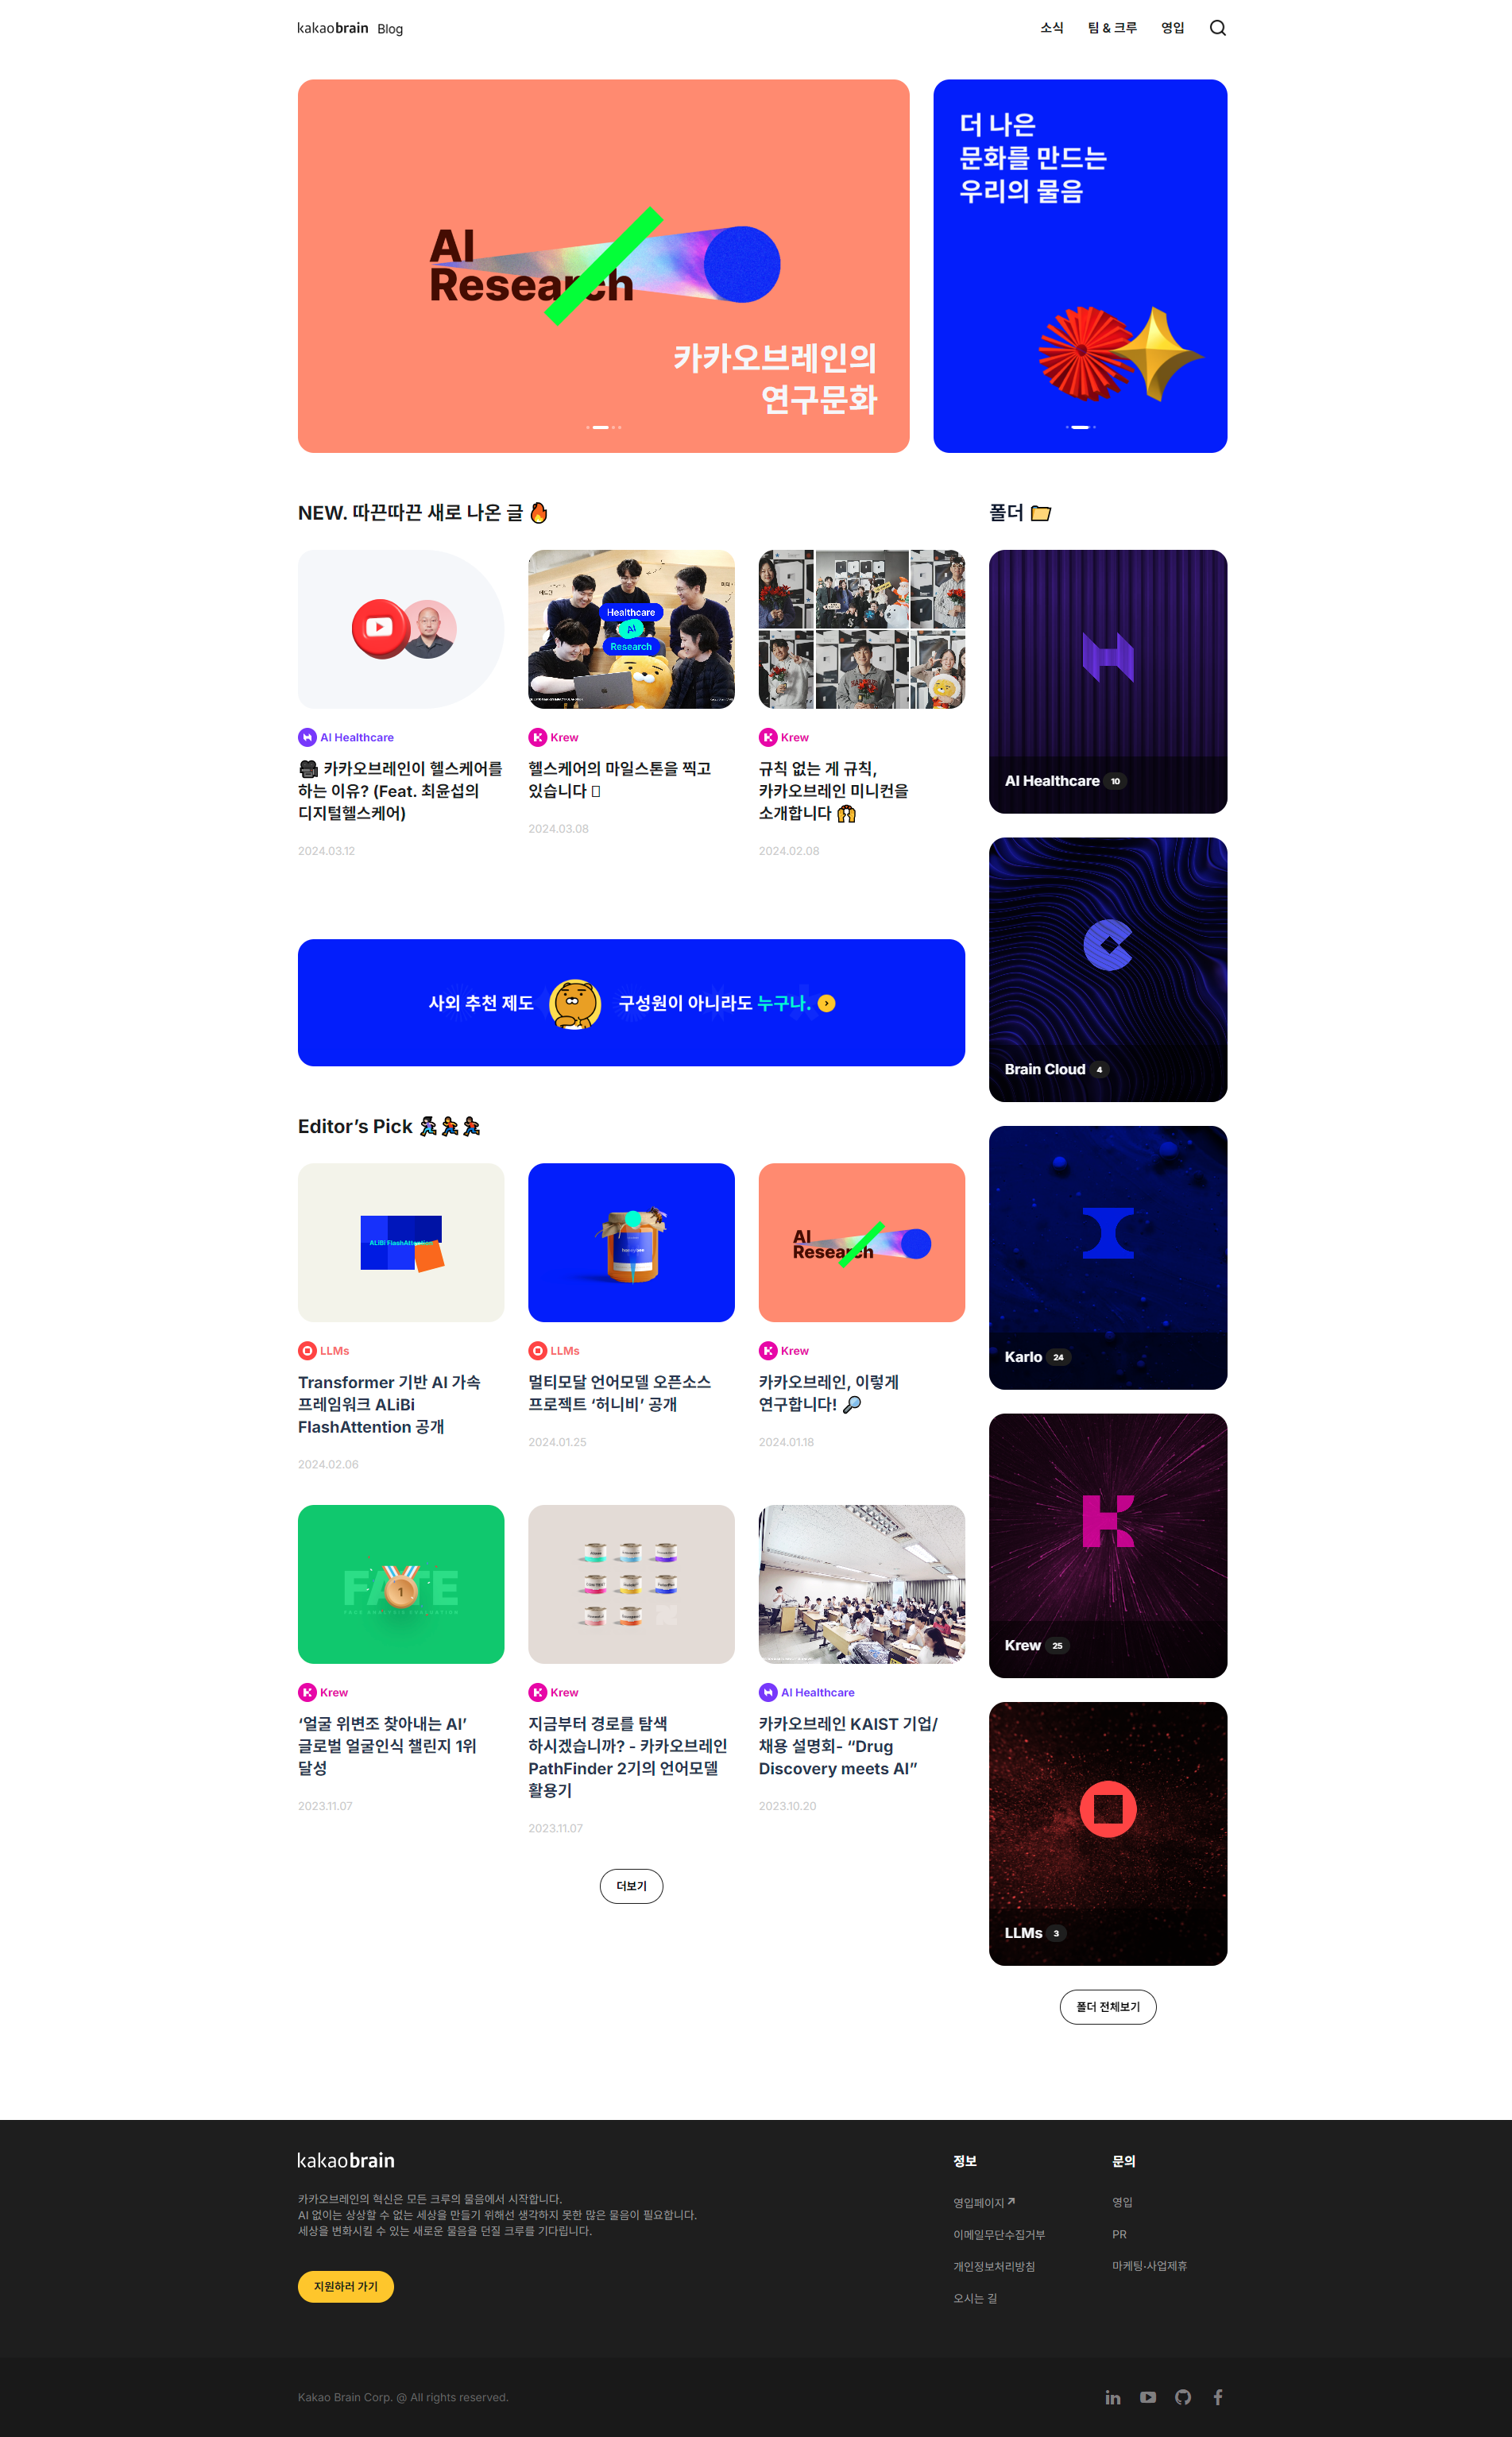 kakaobrain Blog
소식
팀 & 크루
영입
AI
Research
카카오브레인의
연구문화
더 나은
문화를 만드는
우리의 물음
NEW. 따끈따끈 새로 나온 글 🔥
Healthcare
AI
Research
AI Healthcare
🎥 카카오브레인이 헬스케어를
하는 이유? (Feat. 최윤섭의
디지털헬스케어)
2024.03.12
Krew
헬스케어의 마일스톤을 찍고
있습니다
2024.03.08
Krew
규칙 없는 게 규칙,
카카오브레인 미니컨을
소개합니다 🙌
2024.02.08
사외 추천 제도
구성원이 아니라도 누구나.
Editor’s Pick
ALiBi FlashAttention
LLMs
Transformer 기반 AI 가속
프레임워크 ALiBi
FlashAttention 공개
2024.02.06
LLMs
멀티모달 언어모델 오픈소스
프로젝트 ‘허니비’ 공개
2024.01.25
AI
Research
Krew
카카오브레인, 이렇게
연구합니다! 🔎
2024.01.18
FATE
1
Krew
‘얼굴 위변조 찾아내는 AI’
글로벌 얼굴인식 챌린지 1위
달성
2023.11.07
Krew
지금부터 경로를 탐색
하시겠습니까? - 카카오브레인
PathFinder 2기의 언어모델
활용기
2023.11.07
AI Healthcare
카카오브레인 KAIST 기업/
채용 설명회- “Drug
Discovery meets AI”
2023.10.20
더보기
폴더 📁
AI Healthcare 10
Brain Cloud 4
Karlo 24
Krew 25
LLMs 3
폴더 전체보기
kakaobrain
카카오브레인의 혁신은 모든 크루의 물음에서 시작합니다.
AI 없이는 상상할 수 없는 세상을 만들기 위해선 생각하지 못한 많은 물음이 필요합니다.
세상을 변화시킬 수 있는 새로운 물음을 던질 크루를 기다립니다.
지원하러 가기
정보
영입페이지
이메일무단수집거부
개인정보처리방침
오시는 길
문의
영입
PR
마케팅·사업제휴
Kakao Brain Corp. @ All rights reserved.